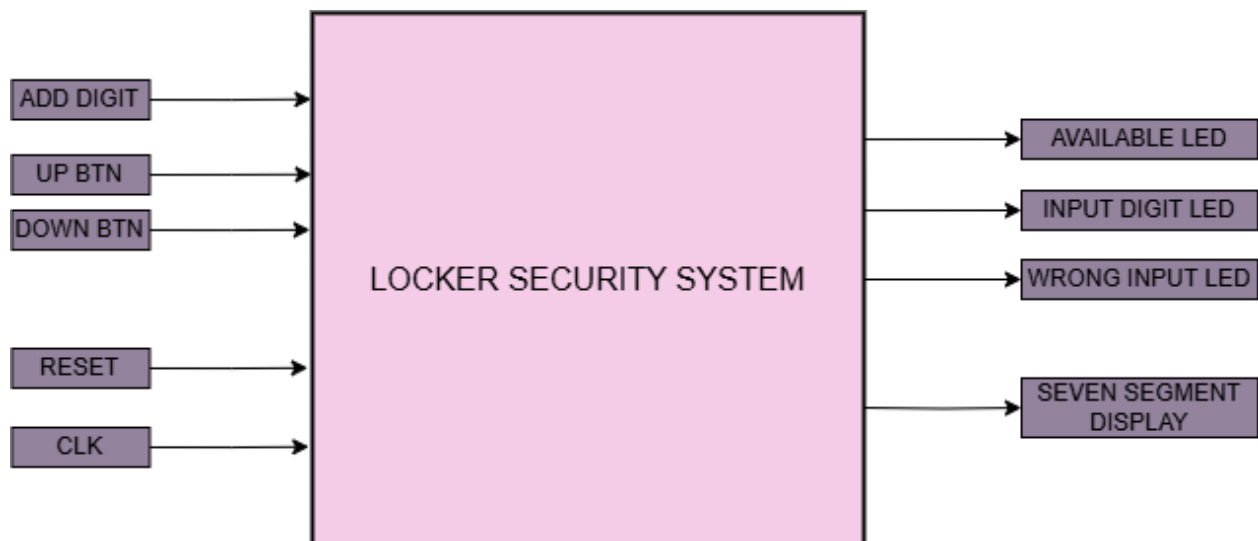 ADD DIGIT
UP BTN
DOWN BTN
RESET
CLK
LOCKER SECURITY SYSTEM
AVAILABLE LED
INPUT DIGIT LED
WRONG INPUT LED
SEVEN SEGMENT
DISPLAY